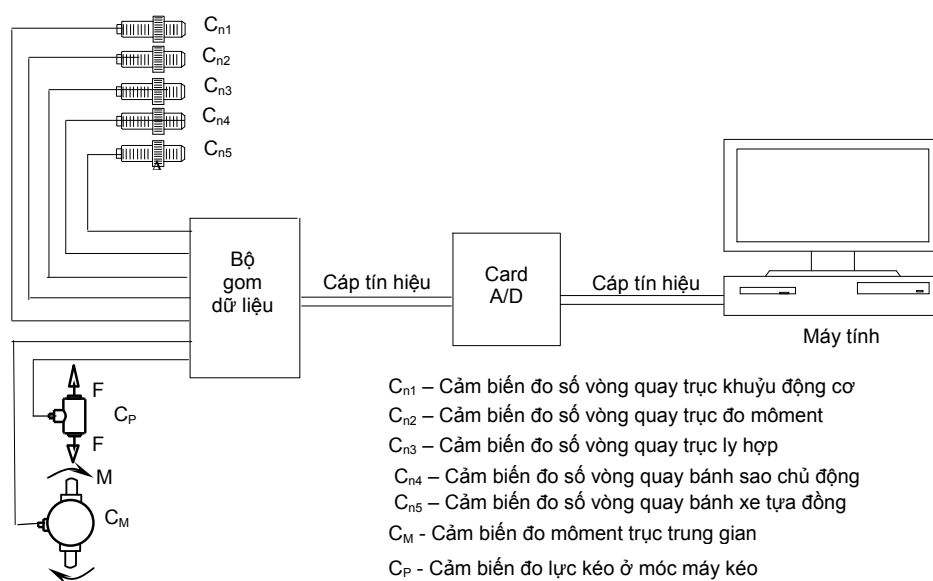 Cn1
Cn2
Cn3
Cn4
Cn5
A
Bộ
gom
dữ liệu
Cáp tín hiệu
Card
A/D
Cáp tín hiệu
Máy tính
F
CP
F
M
CM
Cn1 – Cảm biến đo số vòng quay trục khuỷu động cơ
Cn2 – Cảm biến đo số vòng quay trục đo môment
Cn3 – Cảm biến đo số vòng quay trục ly hợp
Cn4 – Cảm biến đo số vòng quay bánh sao chủ động
Cn5 – Cảm biến đo số vòng quay bánh xe tựa đồng
CM - Cảm biến đo môment trục trung gian
CP - Cảm biến đo lực kéo ở móc máy kéo